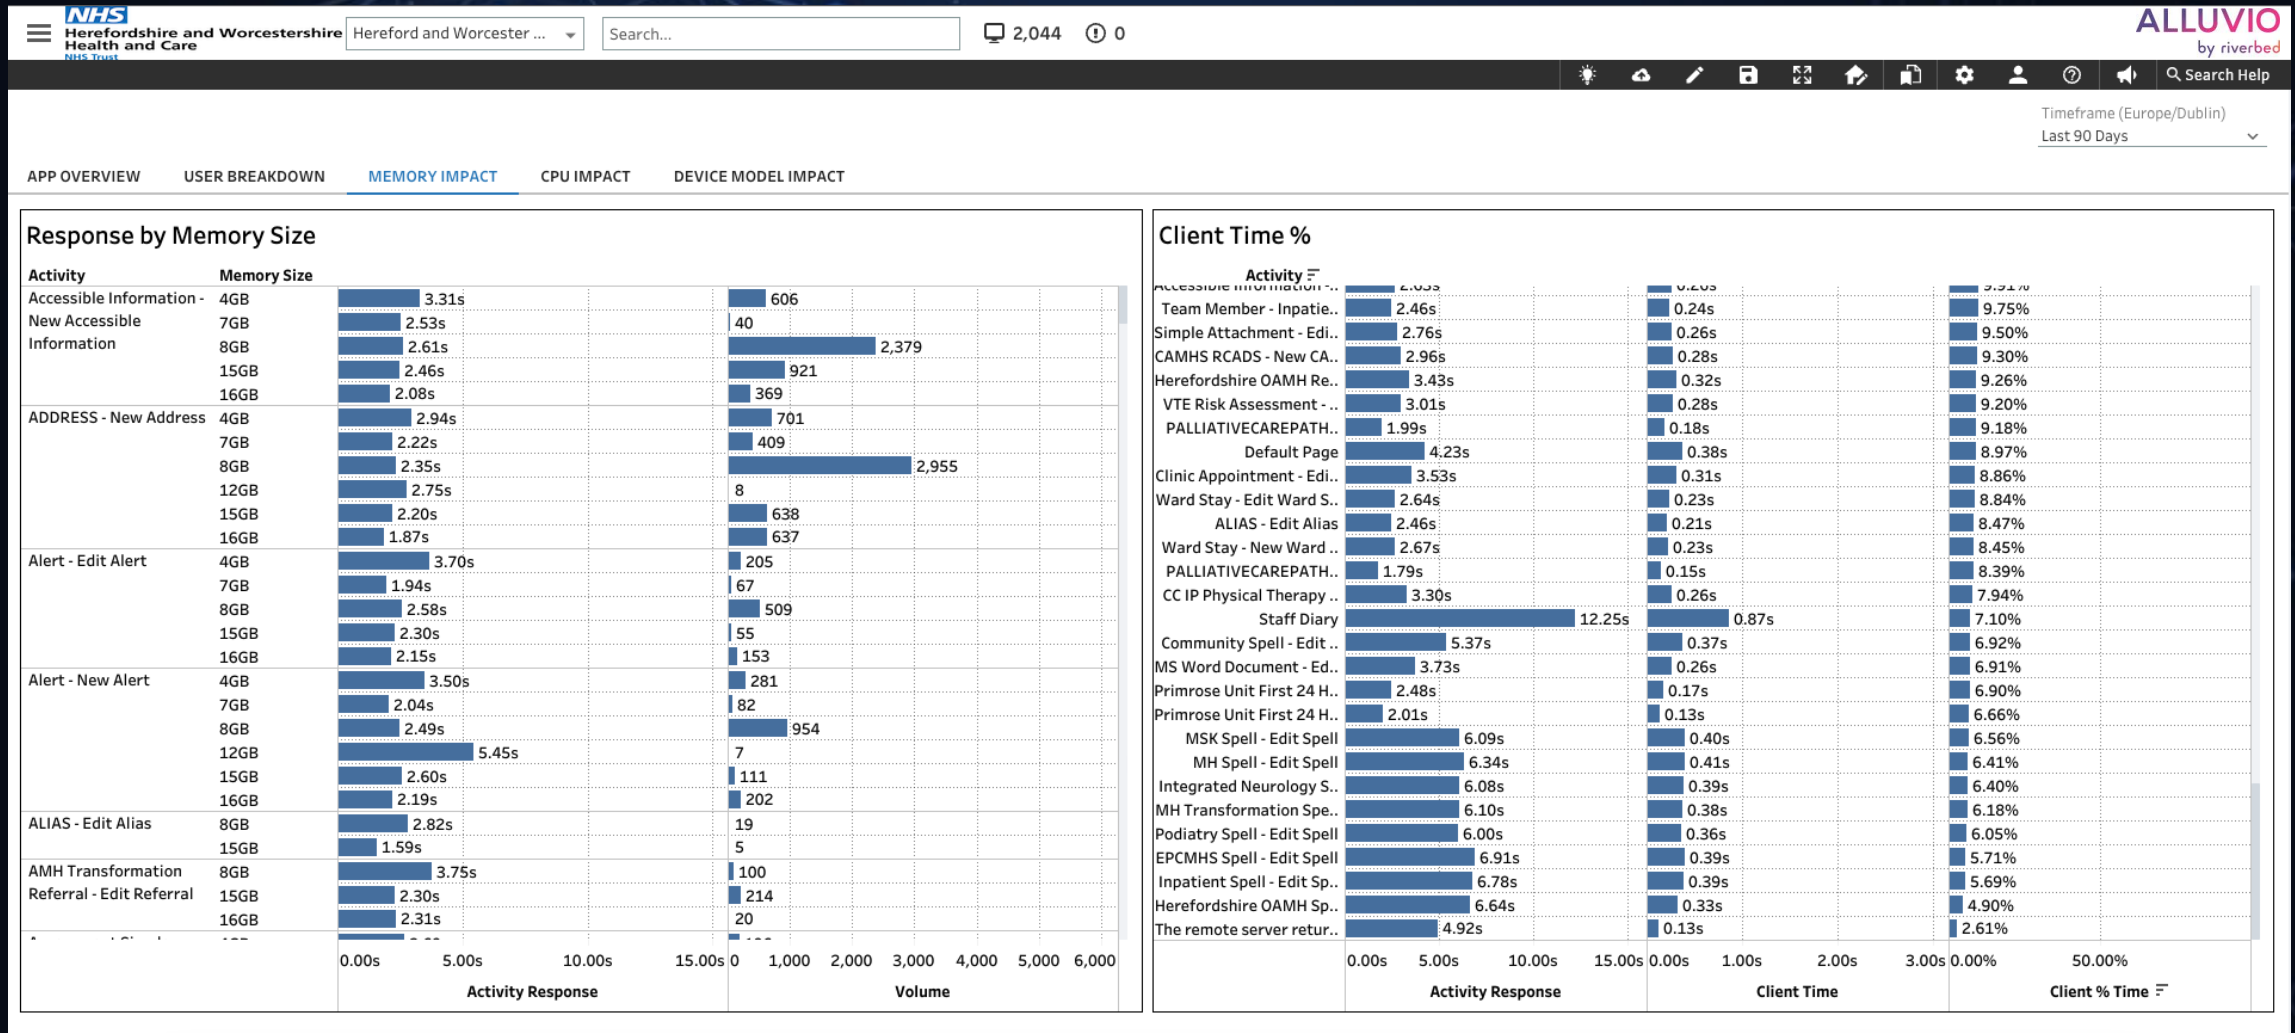 NHS
Herefordshire and Worcestershire
Health and Care
NHS Trust
Hereford and Worcester ...
Search...
2,044
0
ALLUVIO
by riverbed
Search Help
Timeframe (Europe/Dublin)
Last 90 Days
APP OVERVIEW USER BREAKDOWN MEMORY IMPACT CPU IMPACT DEVICE MODEL IMPACT
Response by Memory Size
Activity Memory Size
Accessible Information - 4GB 3.31s 606
New Accessible 7GB 2.53s 40
Information 8GB 2.61s 2,379
15GB 2.46s 921
16GB 2.08s 369
ADDRESS - New Address 4GB 2.94s 701
7GB 2.22s 409
8GB 2.35s 2,955
12GB 2.75s 8
15GB 2.20s 638
16GB 1.87s 637
Alert - Edit Alert 4GB 3.70s 205
7GB 1.94s 67
8GB 2.58s 509
15GB 2.30s 55
16GB 2.15s 153
Alert - New Alert 4GB 3.50s 281
7GB 2.04s 82
8GB 2.49s 954
12GB 5.45s 7
15GB 2.60s 111
16GB 2.19s 202
ALIAS - Edit Alias 8GB 2.82s 19
15GB 1.59s 5
AMH Transformation 8GB 3.75s 100
Referral - Edit Referral 15GB 2.30s 214
16GB 2.31s 20
0.00s 5.00s 10.00s 15.00s 0 1,000 2,000 3,000 4,000 5,000 6,000
Activity Response Volume
Client Time %
Activity
Accessible Information -.. 2.63s 0.26s 9.91%
Team Member - Inpatie.. 2.46s 0.24s 9.75%
Simple Attachment - Edi.. 2.76s 0.26s 9.50%
CAMHS RCADS - New CA.. 2.96s 0.28s 9.30%
Herefordshire OAMH Re.. 3.43s 0.32s 9.26%
VTE Risk Assessment - .. 3.01s 0.28s 9.20%
PALLIATIVECAREPATH.. 1.99s 0.18s 9.18%
Default Page 4.23s 0.38s 8.97%
Clinic Appointment - Edi.. 3.53s 0.31s 8.86%
Ward Stay - Edit Ward S.. 2.64s 0.23s 8.84%
ALIAS - Edit Alias 2.46s 0.21s 8.47%
Ward Stay - New Ward .. 2.67s 0.23s 8.45%
PALLIATIVECAREPATH.. 1.79s 0.15s 8.39%
CC IP Physical Therapy .. 3.30s 0.26s 7.94%
Staff Diary 12.25s 0.87s 7.10%
Community Spell - Edit .. 5.37s 0.37s 6.92%
MS Word Document - Ed.. 3.73s 0.26s 6.91%
Primrose Unit First 24 H.. 2.48s 0.17s 6.90%
Primrose Unit First 24 H.. 2.01s 0.13s 6.66%
MSK Spell - Edit Spell 6.09s 0.40s 6.56%
MH Spell - Edit Spell 6.34s 0.41s 6.41%
Integrated Neurology S.. 6.08s 0.39s 6.40%
MH Transformation Spe.. 6.10s 0.38s 6.18%
Podiatry Spell - Edit Spell 6.00s 0.36s 6.05%
EPCMHS Spell - Edit Spell 6.91s 0.39s 5.71%
Inpatient Spell - Edit Sp.. 6.78s 0.39s 5.69%
Herefordshire OAMH Sp.. 6.64s 0.33s 4.90%
The remote server retur.. 4.92s 0.13s 2.61%
0.00s 5.00s 10.00s 15.00s 0.00s 1.00s 2.00s 3.00s 0.00% 50.00%
Activity Response Client Time Client % Time